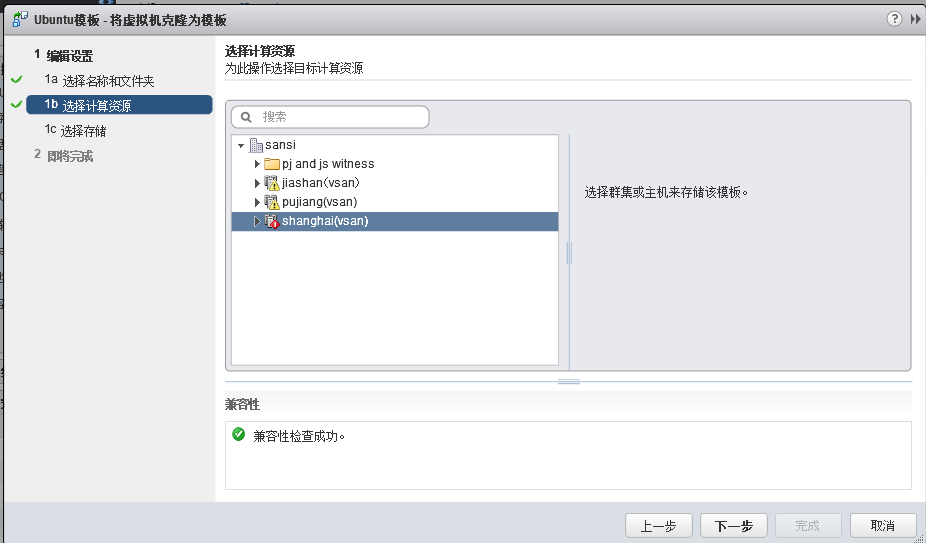 Ubuntu模板 - 将虚拟机克隆为模板
1 编辑设置
1a 选择名称和文件夹
1b 选择计算资源
1c 选择存储
2 即将完成
选择计算资源
为此操作选择目标计算资源
搜索
sansi
pj and js witness
jiashan（vsan）
pujiang(vsan)
shanghai(vsan)
选择群集或主机来存储该模板。
兼容性
兼容性检查成功。
上一步 下一步 完成 取消